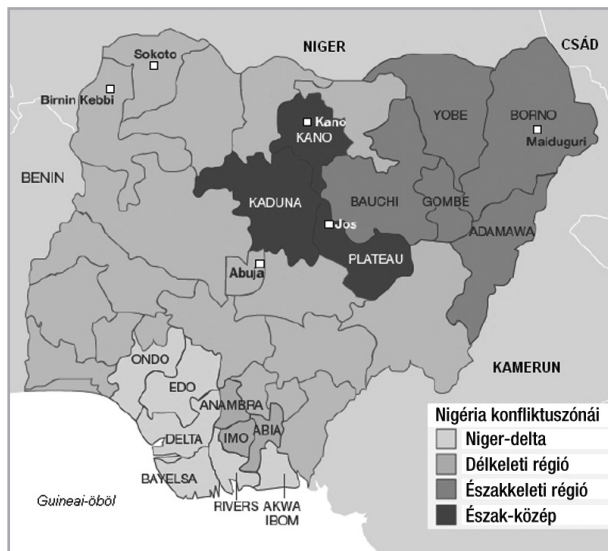 NIGER
CSÁD
Sokoto
Birnin Kebbi
Kano
KANO
YOBE
BORNO
Maiduguri
BENIN
KADUNA
BAUCHI
GOMBE
ADAMAWA
Jos
PLATEAU
Abuja
KAMERUN
ONDO
EDO
ANAMBRA
IMO
ABIA
DELTA
BAYELSA
Guineai-öböl
RIVERS
AKWA
IBOM
Nigéria konfliktuszónái
Niger-delta
Délkeleti régió
Északkeleti régió
Észak-közép